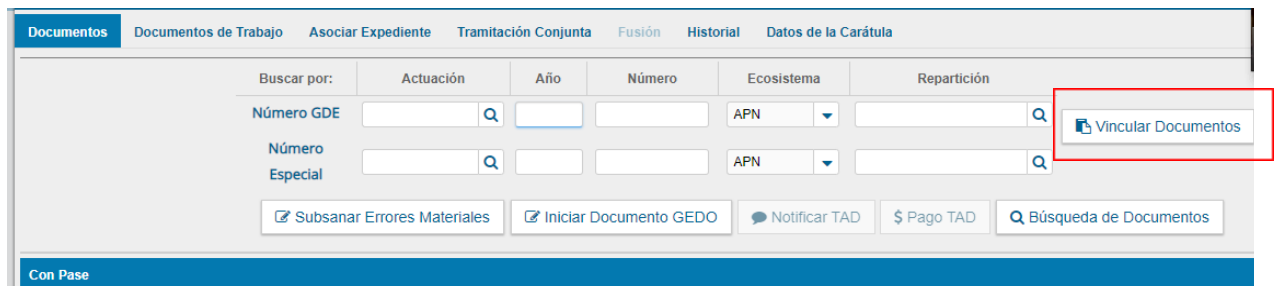 Documentos Documentos de Trabajo Asociar Expediente Tramitación Conjunta Fusión Historial Datos de la Carátula
Buscar por: Actuación Año Número Ecosistema Repartición
Número GDE APN
Vincular Documentos
Número
Especial APN
Subsanar Errores Materiales Iniciar Documento GEDO Notificar TAD $ Pago TAD Búsqueda de Documentos
Con Pase